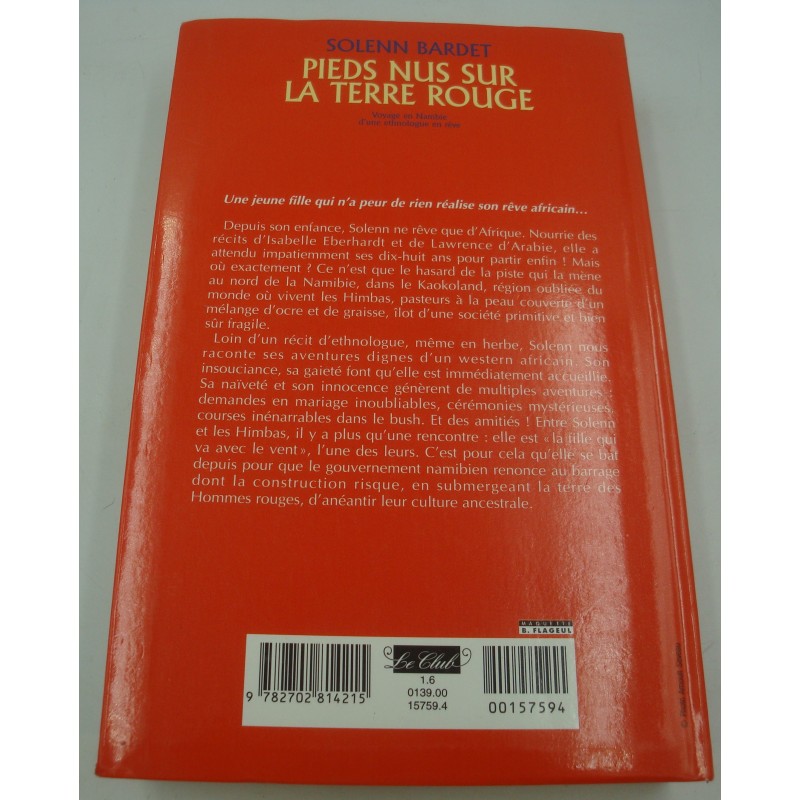 SOLENN BARDET
PIEDS NUS SUR
LA TERRE ROUGE
Voyage en Namibie
d'une ethnologue en rêve
Une jeune fille qui n'a peur de rien réalise son rêve africain...
Depuis son enfance, Solenn ne rêve que d'Afrique. Nourrie des
récits d'Isabelle Eberhardt et de Lawrence d'Arabie, elle a
attendu impatiemment ses dix-huit ans pour partir enfin ! Mais
où exactement ? Ce n'est que le hasard de la piste qui la mène
au nord de la Namibie, dans le Kaokoland, région oubliée du
monde où vivent les Himbas, pasteurs à la peau couverte d'un
mélange d'ocre et de graisse, îlot d'une société primitive et bien
sûr fragile.
Loin d'un récit d'ethnologue, même en herbe, Solenn nous
raconte ses aventures dignes d'un western africain. Son
insouciance, sa gaieté font qu'elle est immédiatement accueillie.
Sa naïveté et son innocence génèrent de multiples aventures :
demandes en mariage inoubliables, cérémonies mystérieuses,
courses inénarrables dans le bush. Et des amitiés ! Entre Solenn
et les Himbas, il y a plus qu'une rencontre : elle est « la fille qui
va avec le vent », l'une des leurs. C'est pour cela qu'elle se bat
depuis pour que le gouvernement namibien renonce au barrage
dont la construction risque, en submergeant la terre des
Hommes rouges, d'anéantir leur culture ancestrale.
MAQUETTE
B. FLAGEUL
Le Club
1.6
0139.00
15759.4
9 782702 814215
00157594